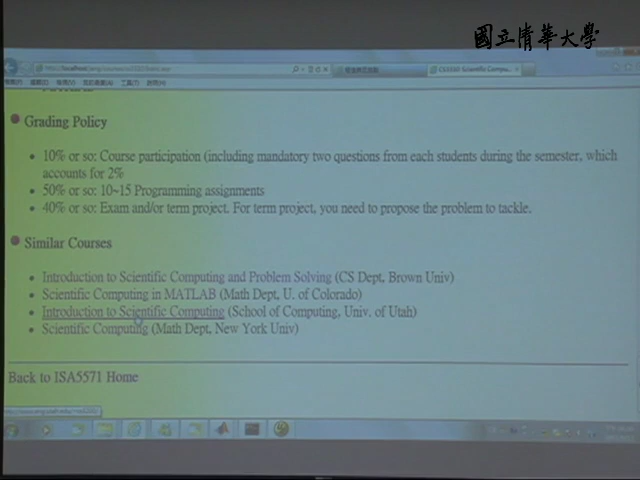 國立清華大學
Grading Policy
10% or so: Course participation (including mandatory two questions from each students during the semester, which
accounts for 2%
50% or so: 10~15 Programming assignments
40% or so: Exam and/or term project. For term project, you need to propose the problem to tackle.
Similar Courses
Introduction to Scientific Computing and Problem Solving (CS Dept, Brown Univ)
Scientific Computing in MATLAB (Math Dept, U. of Colorado)
Introduction to Scientific Computing (School of Computing, Univ. of Utah)
Scientific Computing (Math Dept, New York Univ)
Back to ISA5571 Home